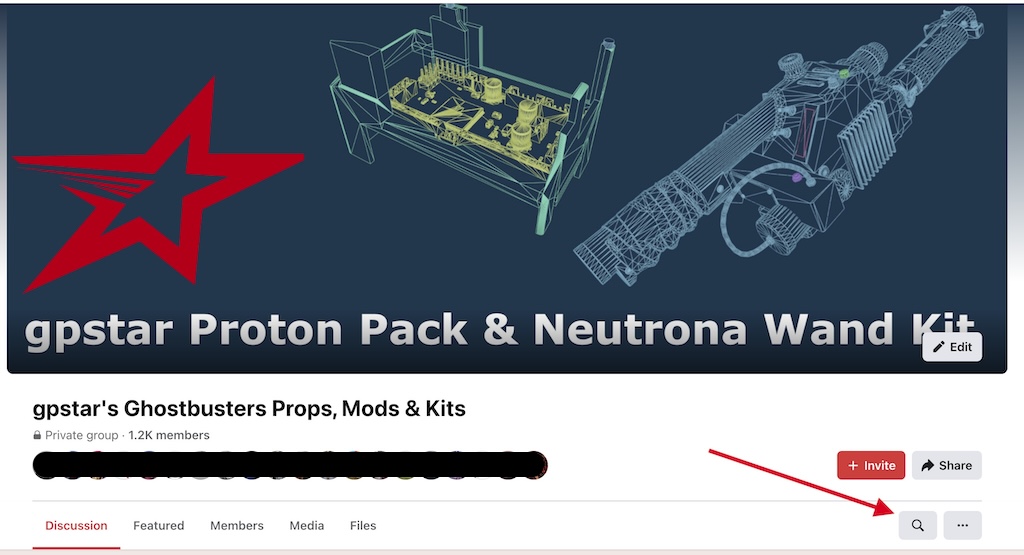 gpstar Proton Pack & Neutrona Wand Kit
Edit
gpstar's Ghostbusters Props, Mods & Kits
Private group · 1.2K members
+ Invite
Share
Discussion Featured Members Media Files